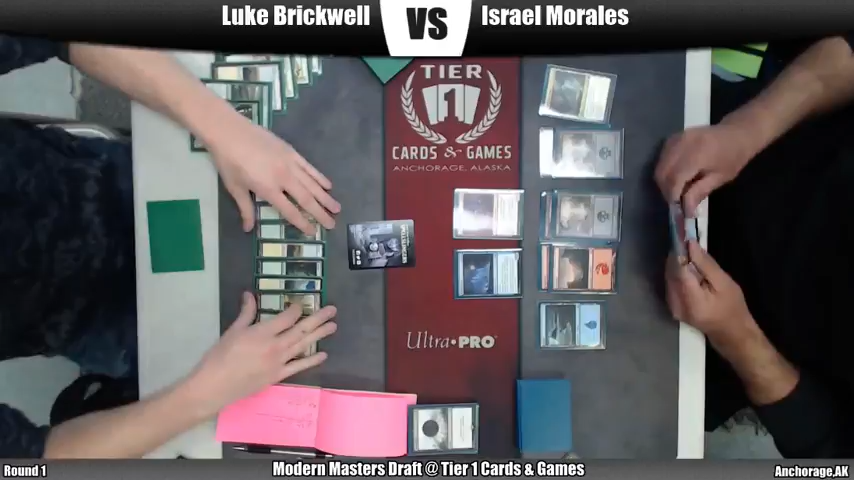 Luke Brickwell
VS
Israel Morales
TIER
1
CARDS & GAMES
ANCHORAGE, ALASKA
Ultra•PRO
Round 1
Modern Masters Draft @ Tier 1 Cards & Games
Anchorage,AK